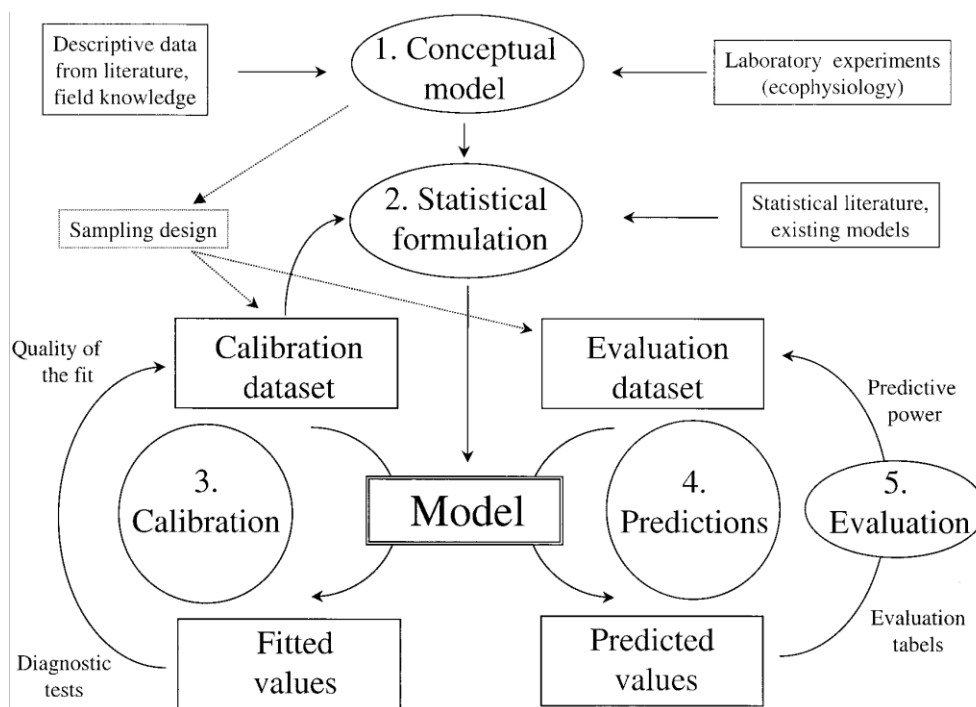 Descriptive data
from literature,
field knowledge
1. Conceptual
model
Laboratory experiments
(ecophysiology)
2. Statistical
formulation
Sampling design
Statistical literature,
existing models
Quality of
the fit
Calibration
dataset
Evaluation
dataset
Predictive
power
3.
Calibration
Model
4.
Predictions
5.
Evaluation
Diagnostic
tests
Fitted
values
Predicted
values
Evaluation
tabels